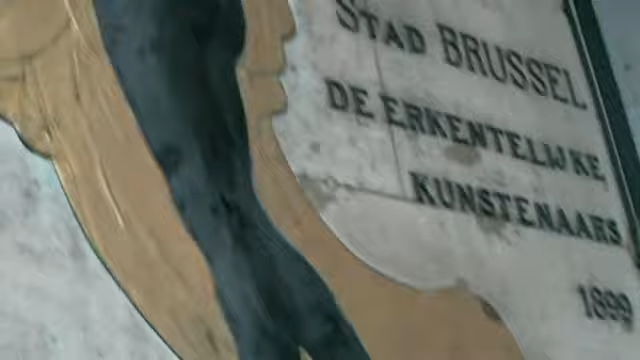 STAD BRUSSEL
DE ERKENTELIJKE
KUNSTENAARS
1899